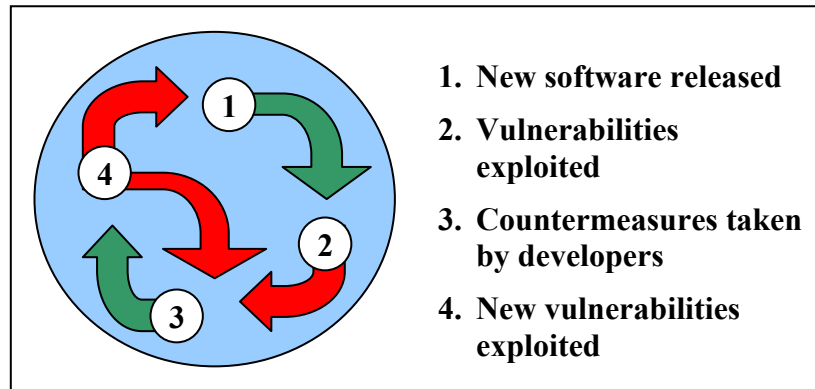 1
4
2
3
1. New software released
2. Vulnerabilities
exploited
3. Countermeasures taken
by developers
4. New vulnerabilities
exploited